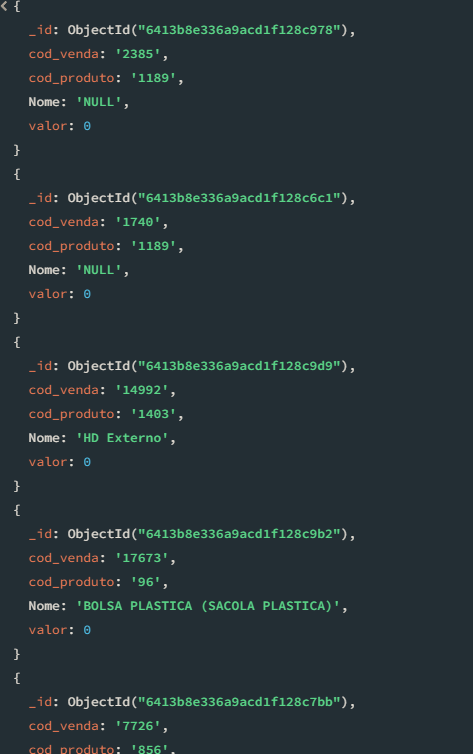 < {
_id: ObjectId("6413b8e336a9acd1f128c978"),
cod_venda: '2385',
cod_produto: '1189',
Nome: 'NULL',
valor: 0
}
{
_id: ObjectId("6413b8e336a9acd1f128c6c1"),
cod_venda: '1740',
cod_produto: '1189',
Nome: 'NULL',
valor: 0
}
{
_id: ObjectId("6413b8e336a9acd1f128c9d9"),
cod_venda: '14992',
cod_produto: '1403',
Nome: 'HD Externo',
valor: 0
}
{
_id: ObjectId("6413b8e336a9acd1f128c9b2"),
cod_venda: '17673',
cod_produto: '96',
Nome: 'BOLSA PLASTICA (SACOLA PLASTICA)',
valor: 0
}
{
_id: ObjectId("6413b8e336a9acd1f128c7bb"),
cod_venda: '7726',
cod_produto: '856',